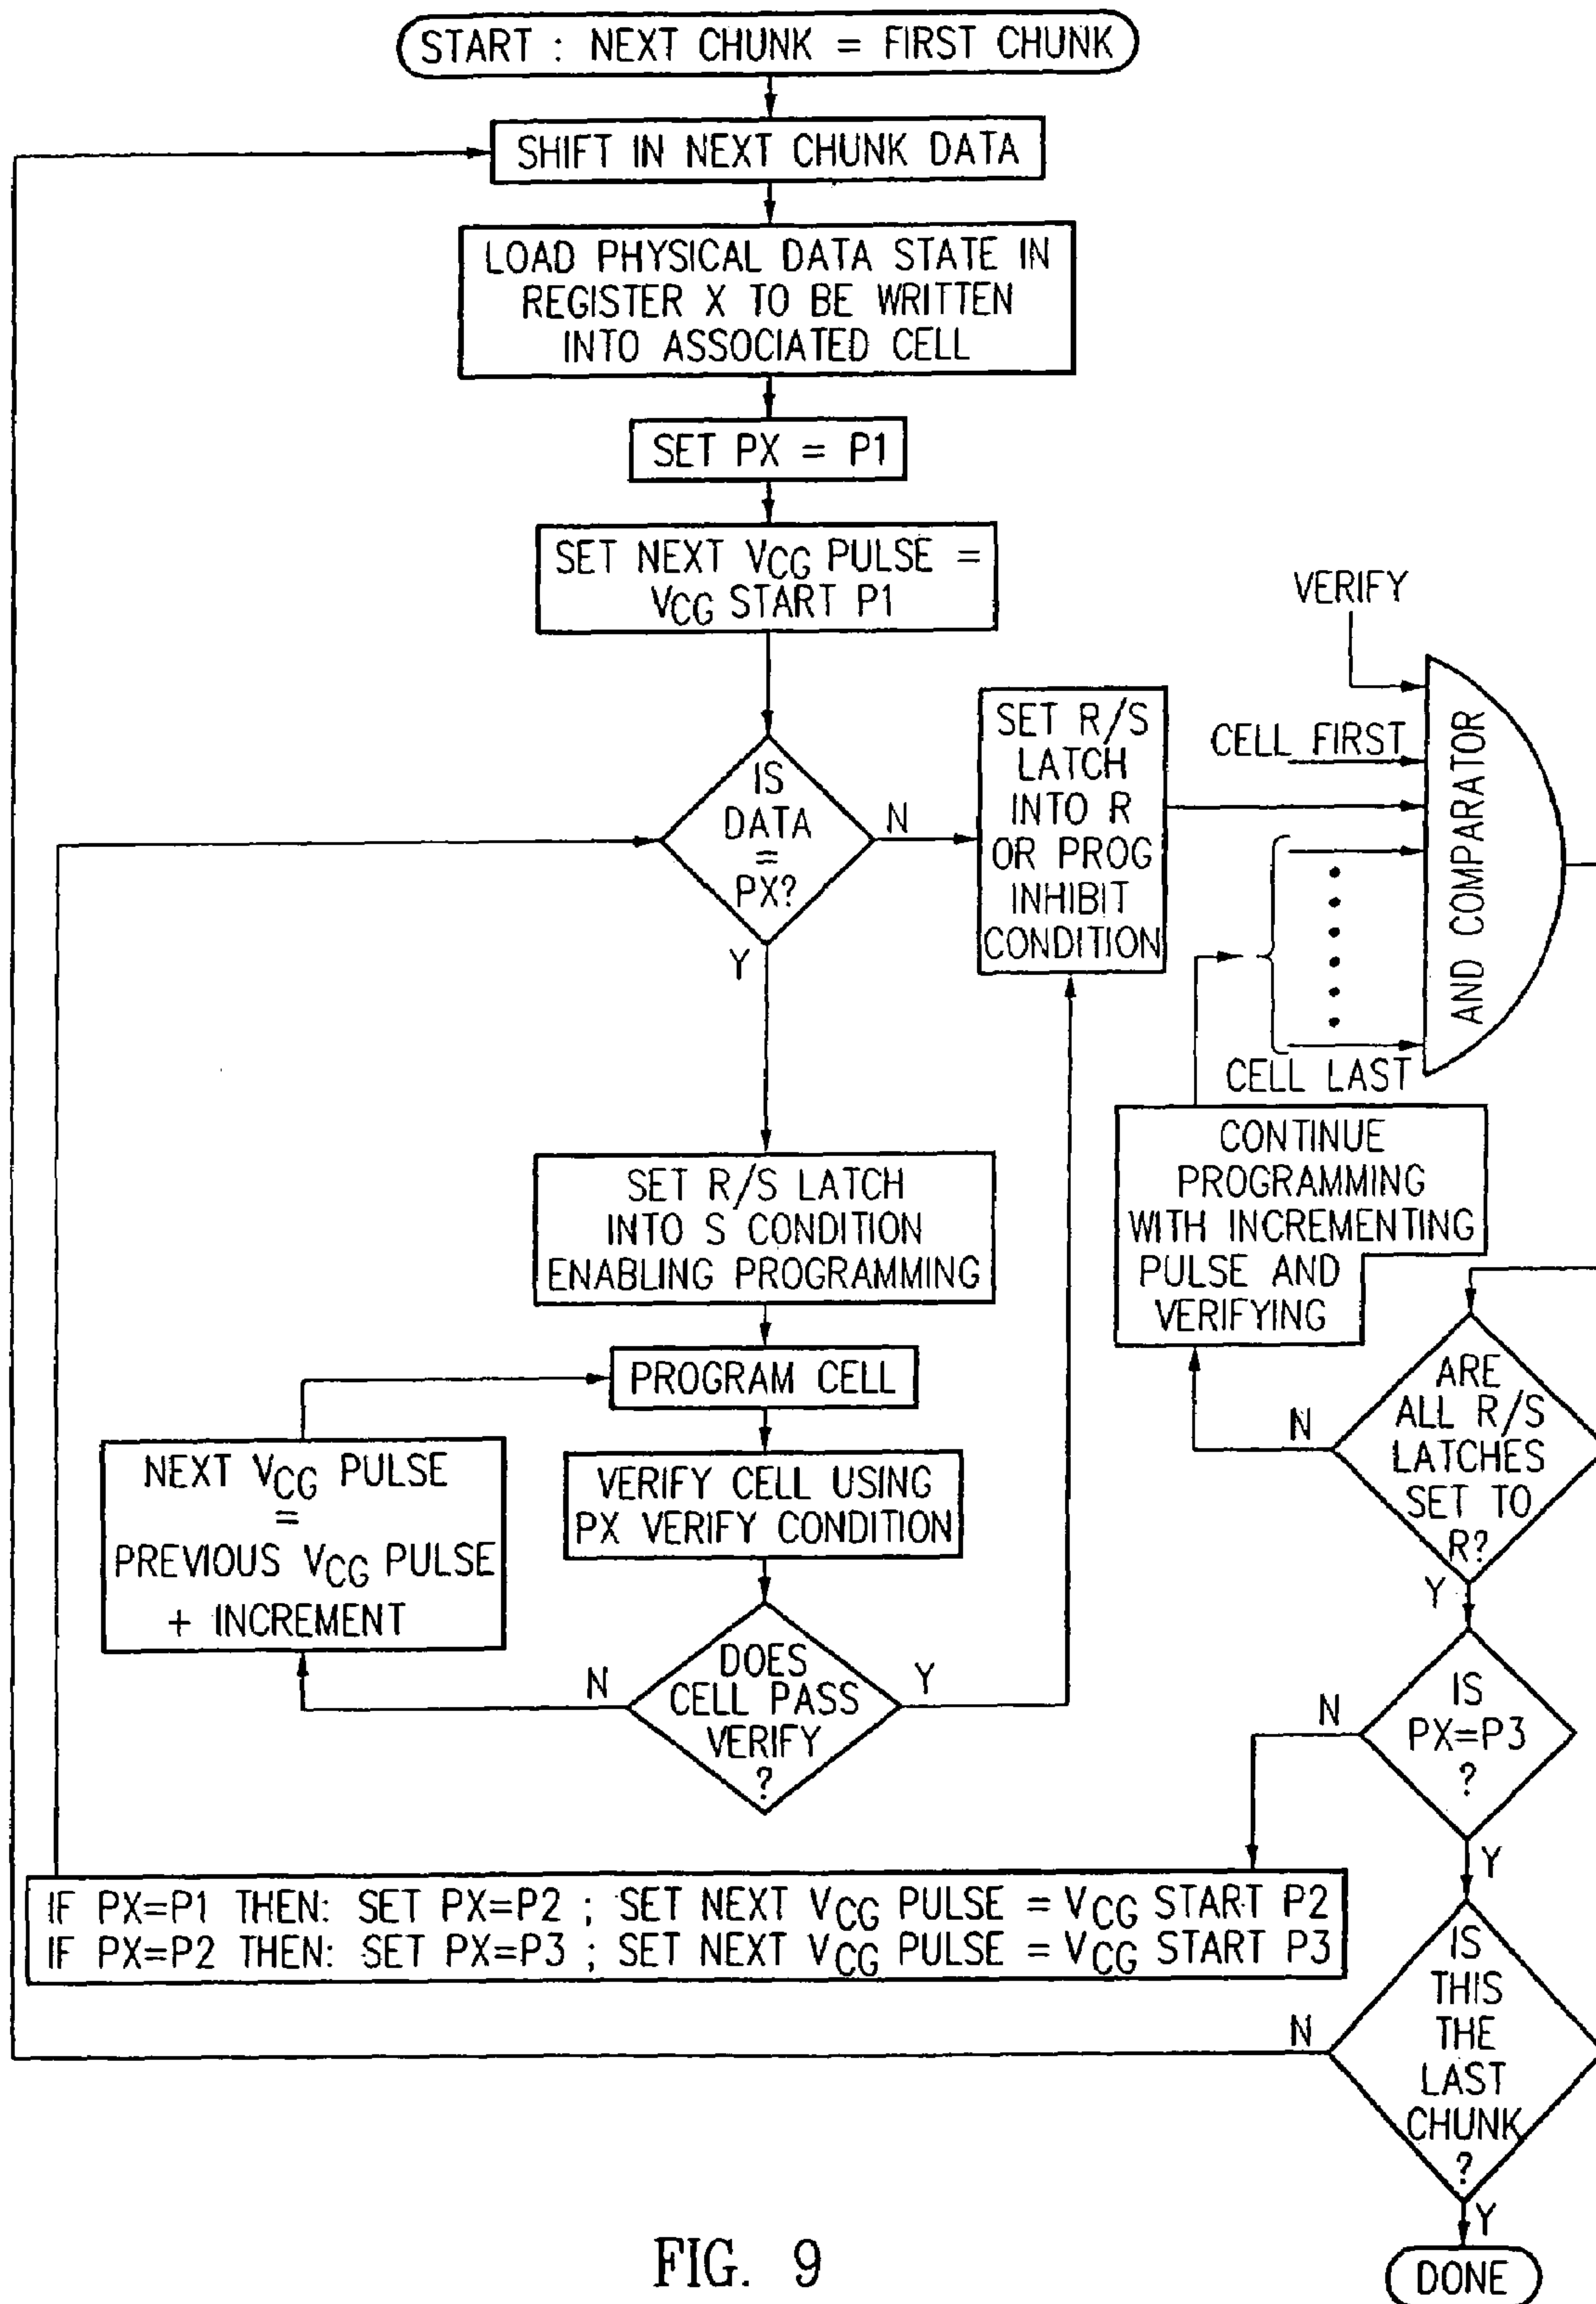 START : NEXT CHUNK = FIRST CHUNK
SHIFT IN NEXT CHUNK DATA
LOAD PHYSICAL DATA STATE IN
REGISTER X TO BE WRITTEN
INTO ASSOCIATED CELL
SET PX = P1
SET NEXT VCG PULSE =
VCG START P1
IS
DATA
=
PX?
N
Y
SET R/S
LATCH
INTO R
OR PROG
INHIBIT
CONDITION
VERIFY
CELL FIRST
CELL LAST
AND COMPARATOR
SET R/S LATCH
INTO S CONDITION
ENABLING PROGRAMMING
PROGRAM CELL
VERIFY CELL USING
PX VERIFY CONDITION
DOES
CELL PASS
VERIFY
?
N
Y
NEXT VCG PULSE
=
PREVIOUS VCG PULSE
+ INCREMENT
CONTINUE
PROGRAMMING
WITH INCREMENTING
PULSE AND
VERIFYING
ARE
ALL R/S
LATCHES
SET TO
R?
N
Y
IS
PX=P3
?
N
Y
IF PX=P1 THEN: SET PX=P2 ; SET NEXT VCG PULSE = VCG START P2
IF PX=P2 THEN: SET PX=P3 ; SET NEXT VCG PULSE = VCG START P3
IS
THIS
THE
LAST
CHUNK
?
N
Y
DONE
FIG. 9